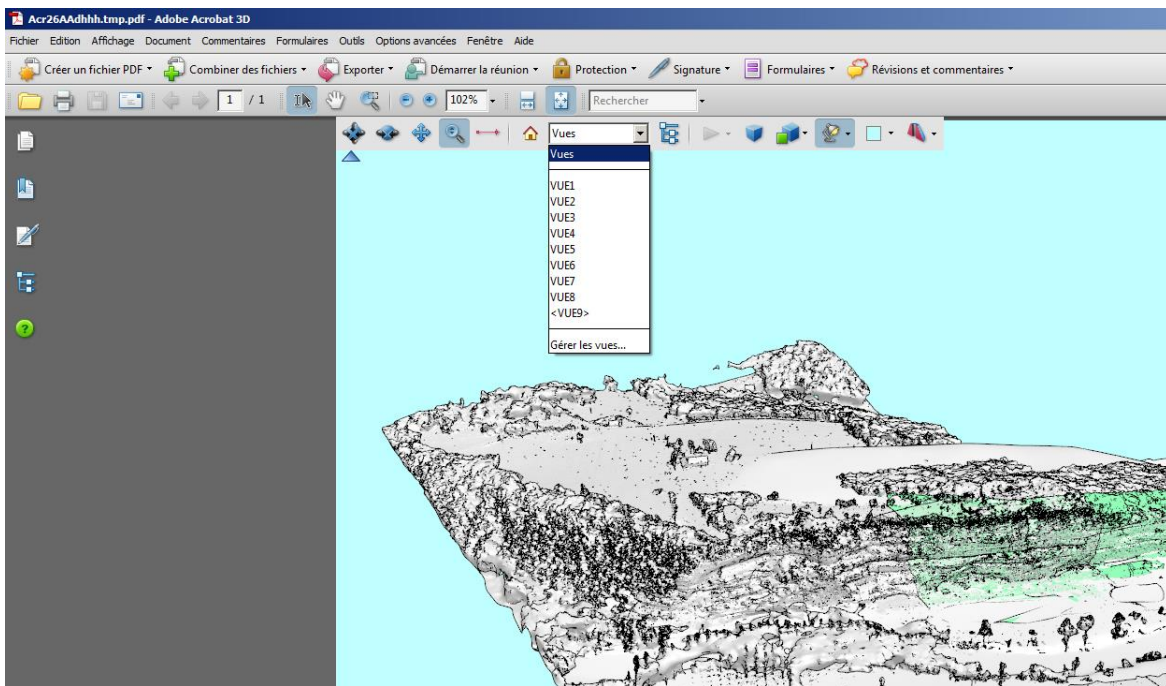 Acr26AAdhhh.tmp.pdf - Adobe Acrobat 3D
Fichier Edition Affichage Document Commentaires Formulaires Outils Options avancées Fenêtre Aide
Créer un fichier PDF Combiner des fichiers Exporter Démarrer la réunion Protection Signature Formulaires Révisions et commentaires
1 / 1 102% Rechercher
Vues
Vues
VUE1
VUE2
VUE3
VUE4
VUE5
VUE6
VUE7
VUE8
<VUE9>
Gérer les vues...